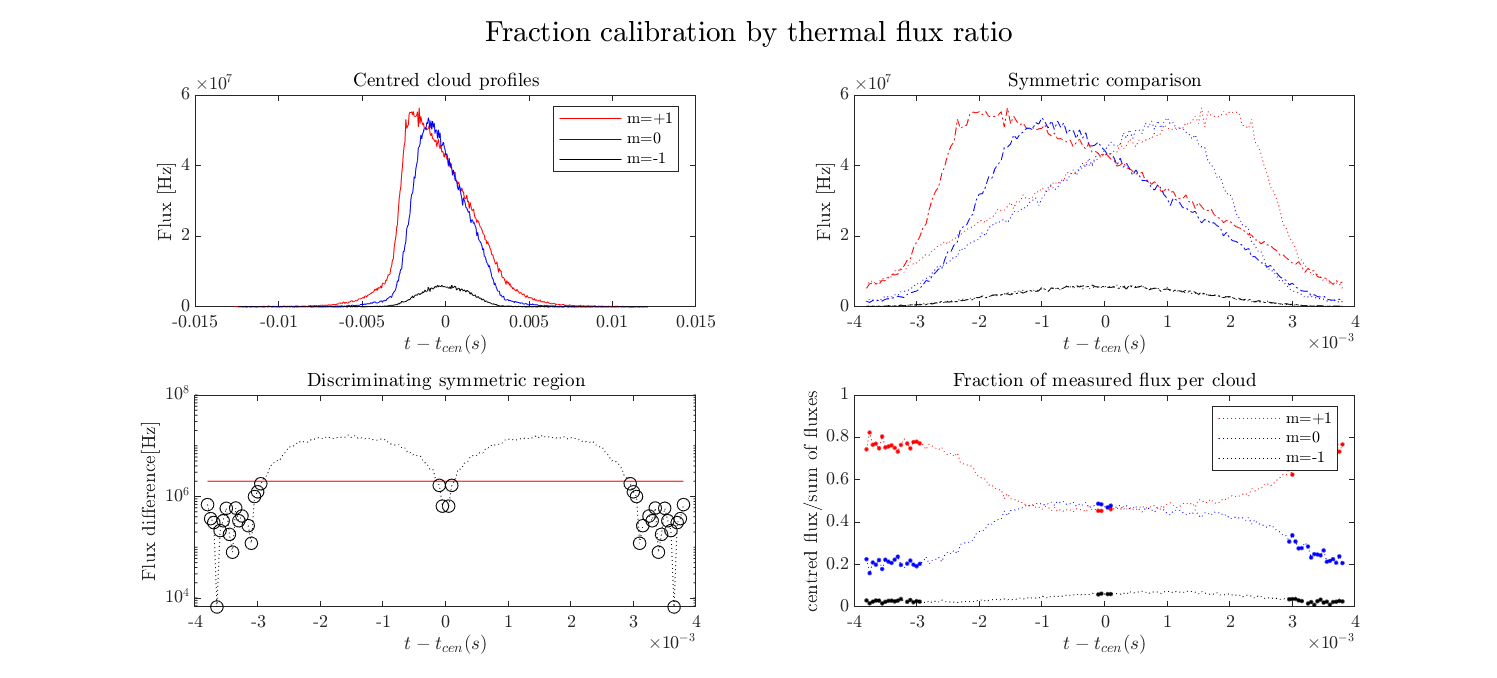 Fraction calibration by thermal flux ratio
Centred cloud profiles
×10^7
6
4
2
0
Flux [Hz]
-0.015 -0.01 -0.005 0 0.005 0.01 0.015
t − t_cen(s)
m=+1
m=0
m=-1
Symmetric comparison
×10^7
6
4
2
0
Flux [Hz]
-4 -3 -2 -1 0 1 2 3 4
×10^-3
t − t_cen(s)
Discriminating symmetric region
10^8
10^6
10^4
Flux difference[Hz]
-4 -3 -2 -1 0 1 2 3 4
×10^-3
t − t_cen(s)
Fraction of measured flux per cloud
1
0.8
0.6
0.4
0.2
0
centred flux/sum of fluxes
m=+1
m=0
m=-1
-4 -3 -2 -1 0 1 2 3 4
×10^-3
t − t_cen(s)